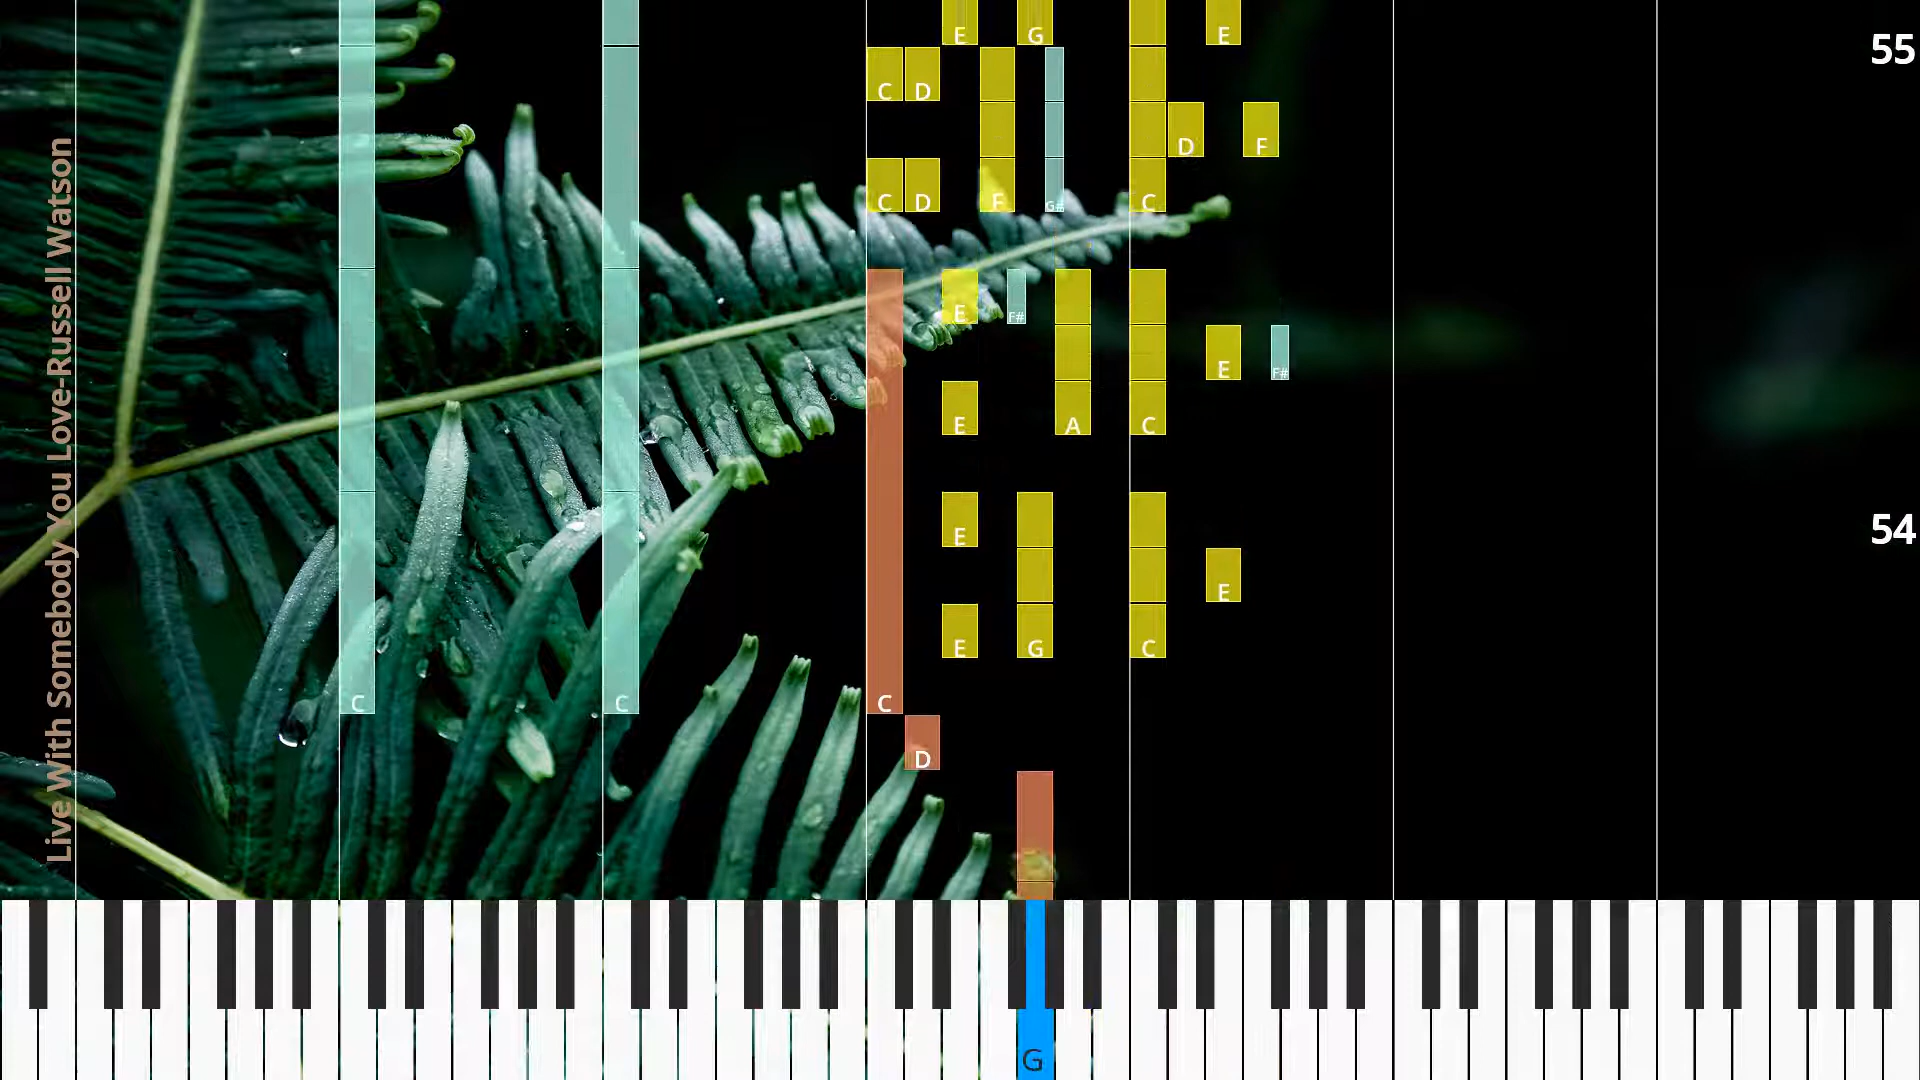 Live With Somebody You Love-Russell Watson
E G E
55
C D
D F
C D F G# C
E F#
E F#
E A C
E
54
E
E G C
C C C
D
G